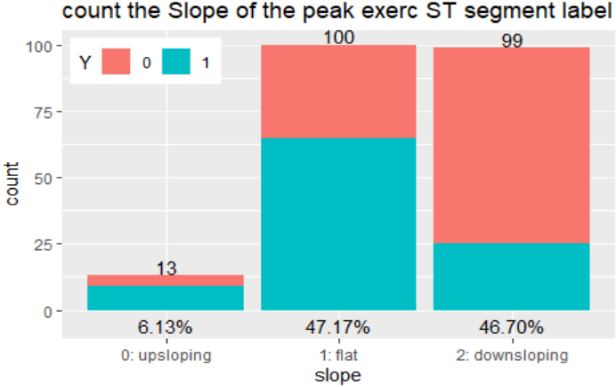 count the Slope of the peak exerc ST segment label
Y 0 1
100
99
13
100
75
50
25
0
count
6.13% 47.17% 46.70%
0: upsloping 1: flat 2: downsloping
slope